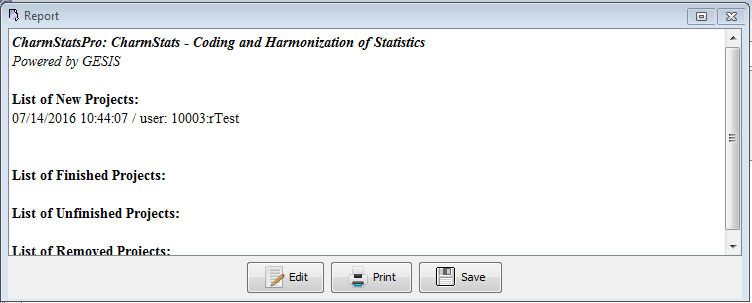 Report
CharmStatsPro: CharmStats - Coding and Harmonization of Statistics
Powered by GESIS
List of New Projects:
07/14/2016 10:44:07 / user: 10003:rTest
List of Finished Projects:
List of Unfinished Projects:
List of Removed Projects:
Edit Print Save